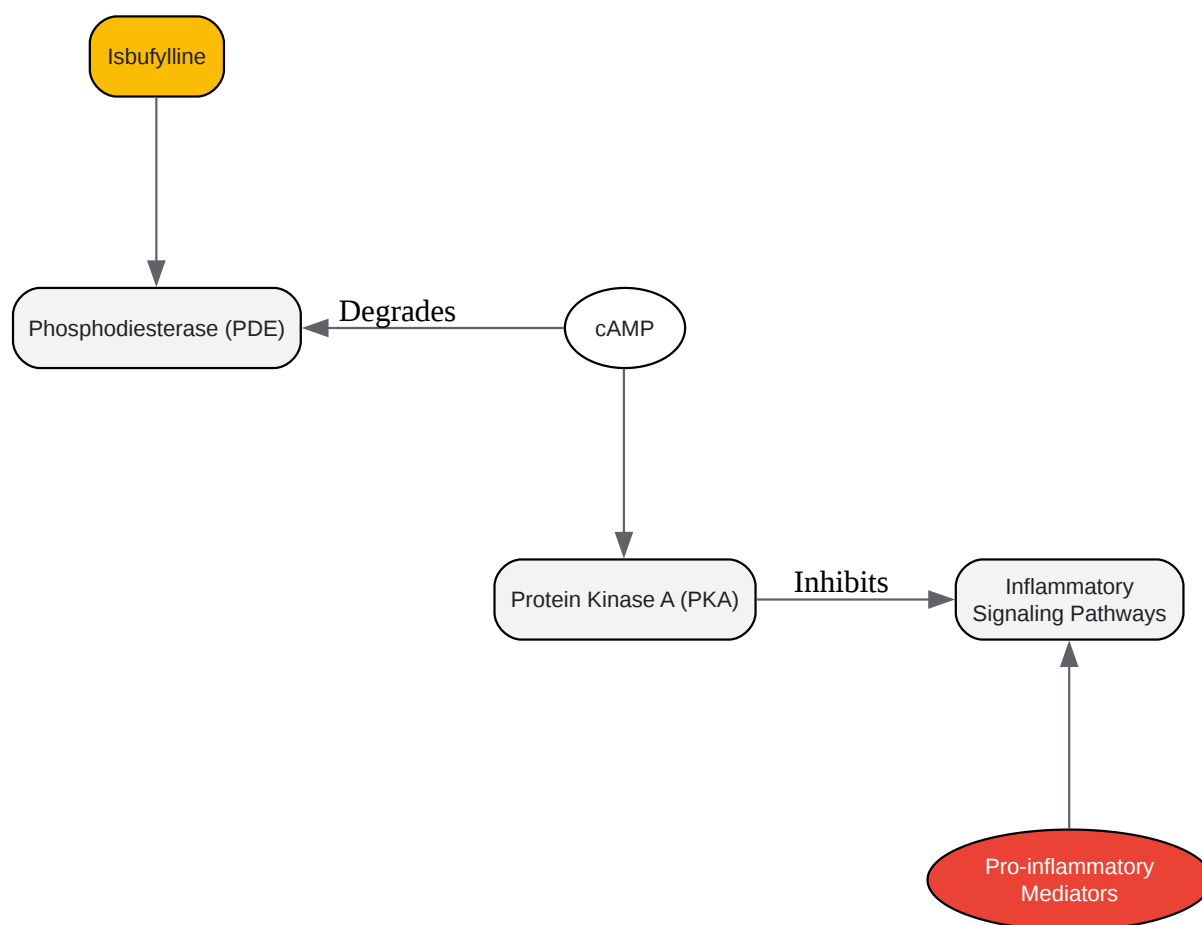 Isbufylline
Phosphodiesterase (PDE)
Degrades
cAMP
Protein Kinase A (PKA)
Inhibits
Inflammatory
Signaling Pathways
Pro-inflammatory
Mediators